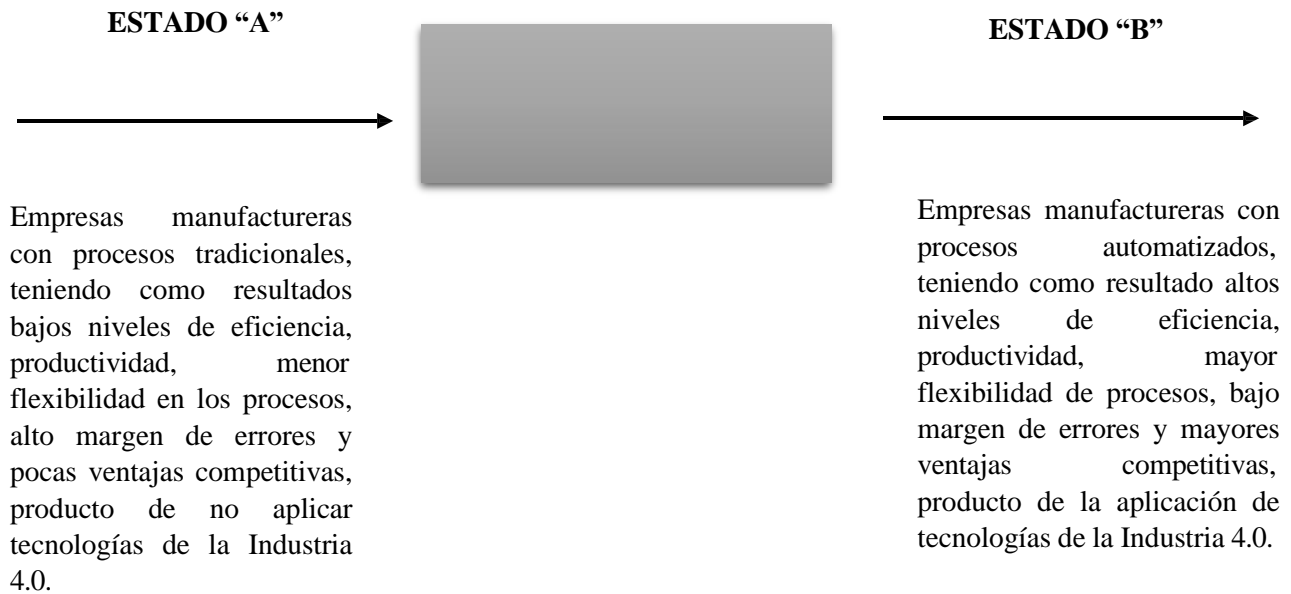 ESTADO “A”
Empresas manufactureras
con procesos tradicionales,
teniendo como resultados
bajos niveles de eficiencia,
productividad, menor
flexibilidad en los procesos,
alto margen de errores y
pocas ventajas competitivas,
producto de no aplicar
tecnologías de la Industria
4.0.
ESTADO “B”
Empresas manufactureras con
procesos automatizados,
teniendo como resultado altos
niveles de eficiencia,
productividad, mayor
flexibilidad de procesos, bajo
margen de errores y mayores
ventajas competitivas,
producto de la aplicación de
tecnologías de la Industria 4.0.